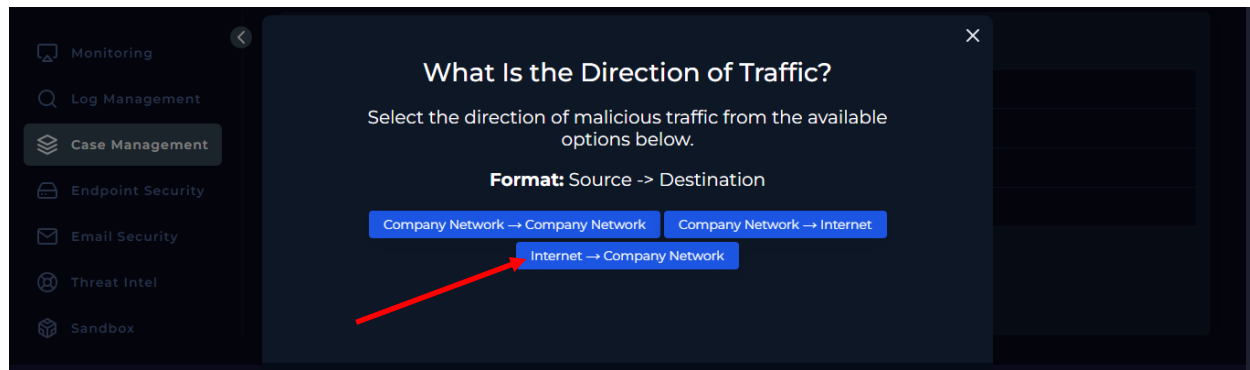 Monitoring
Log Management
Case Management
Endpoint Security
Email Security
Threat Intel
Sandbox
What Is the Direction of Traffic?
Select the direction of malicious traffic from the available
options below.
Format: Source -> Destination
Company Network → Company Network
Company Network → Internet
Internet → Company Network